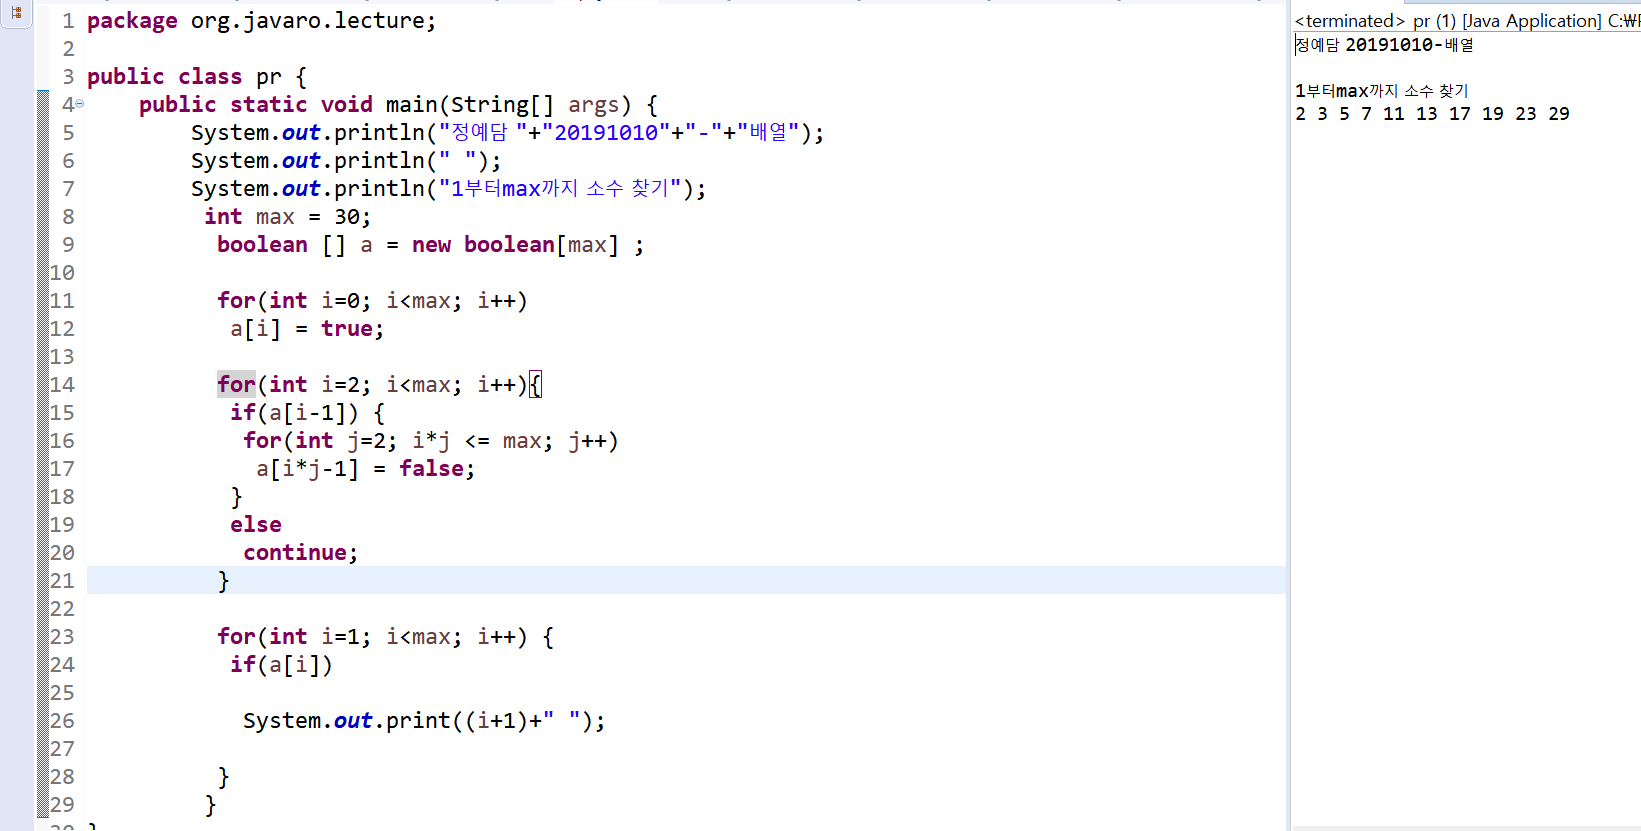 1 package org.javaro.lecture;
2
3 public class pr {
4 public static void main(String[] args) {
5 System.out.println("정예담 "+"20191010"+"-"+"배열");
6 System.out.println(" ");
7 System.out.println("1부터max까지 소수 찾기");
8 int max = 30;
9 boolean [] a = new boolean[max] ;
10
11 for(int i=0; i<max; i++)
12 a[i] = true;
13
14 for(int i=2; i<max; i++){
15 if(a[i-1]) {
16 for(int j=2; i*j <= max; j++)
17 a[i*j-1] = false;
18 }
19 else
20 continue;
21 }
22
23 for(int i=1; i<max; i++) {
24 if(a[i])
25
26 System.out.print((i+1)+" ");
27
28 }
29 }
<terminated> pr (1) [Java Application] C:₩
정예담 20191010-배열
1부터max까지 소수 찾기
2 3 5 7 11 13 17 19 23 29